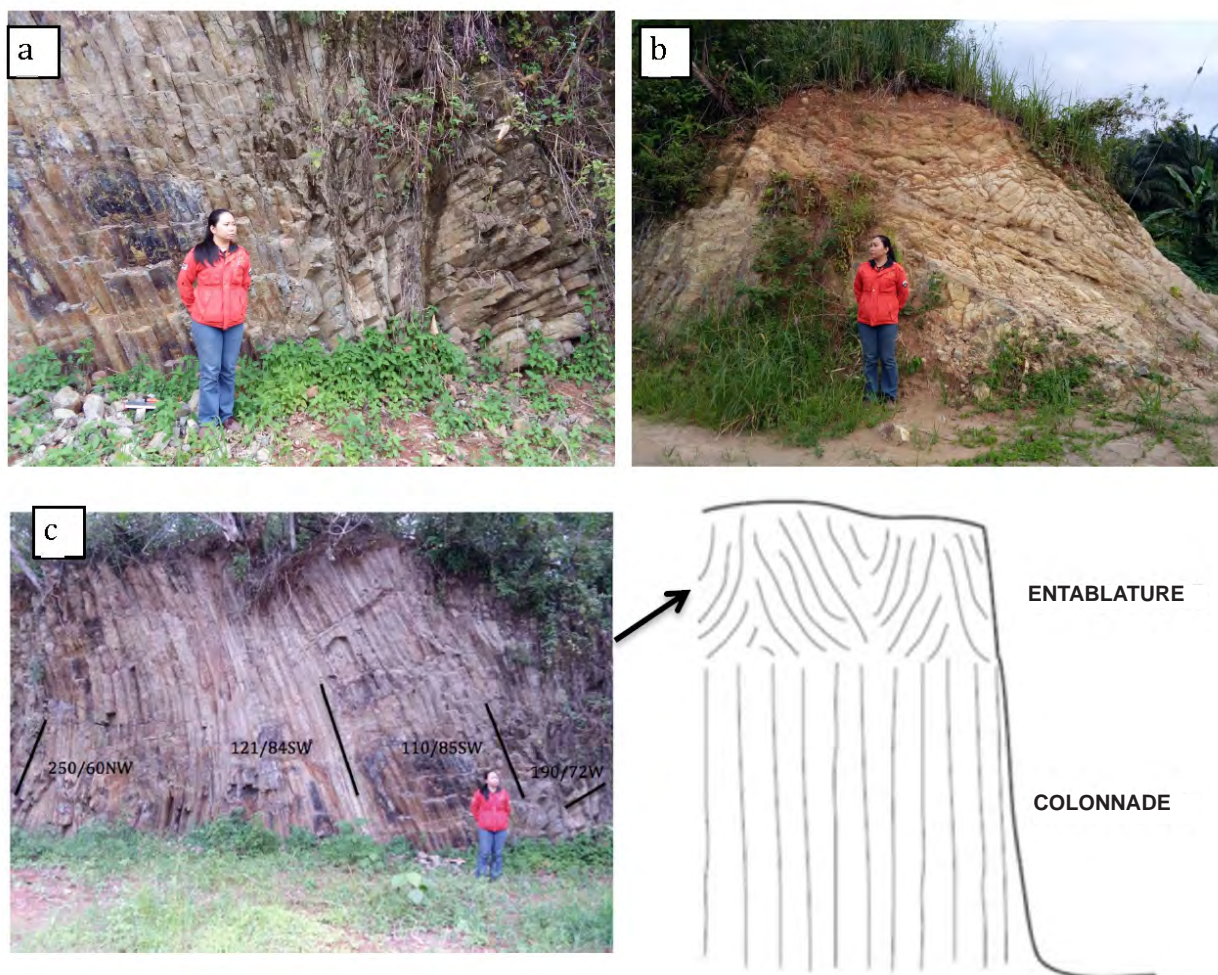 a
b
c
250/60NW
121/84SW
110/85SW
190/72W
ENTABLATURE
COLONNADE